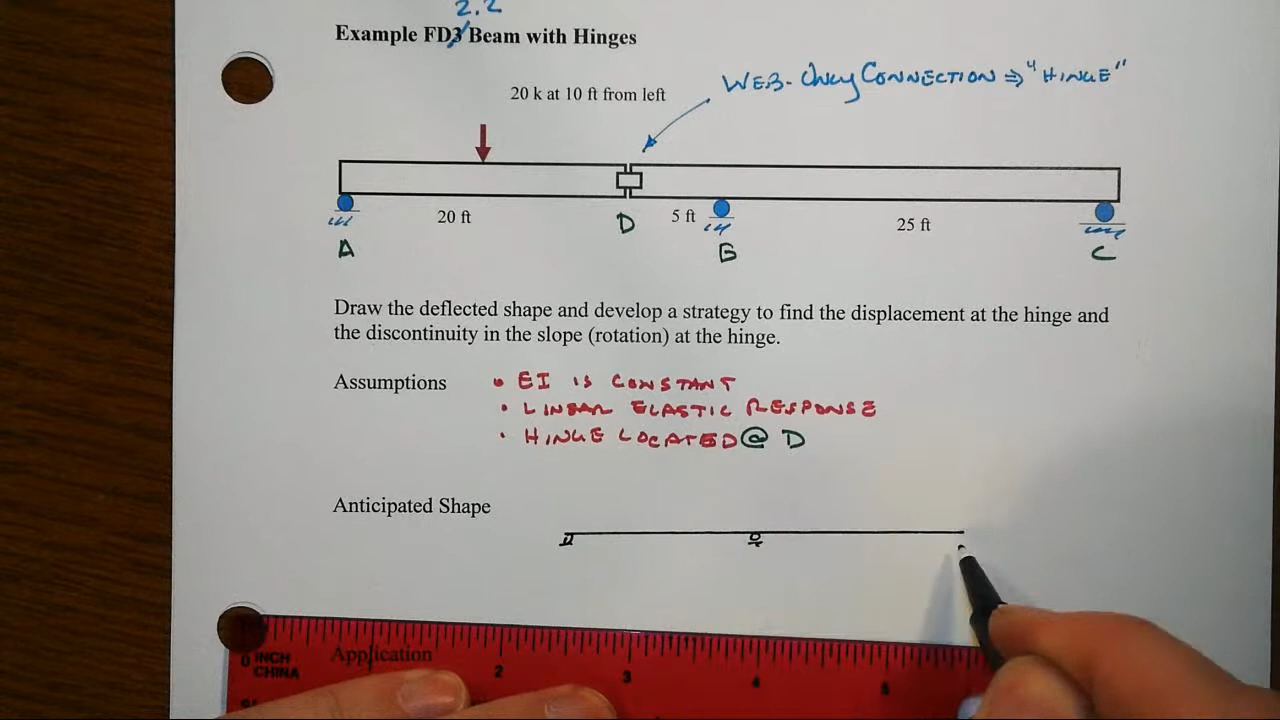 2.2
Example FD3 Beam with Hinges
WEB-ONLY CONNECTION ⇒ "HINGE"
20 k at 10 ft from left
20 ft
D
5 ft
25 ft
A
B
C
Draw the deflected shape and develop a strategy to find the displacement at the hinge and
the discontinuity in the slope (rotation) at the hinge.
Assumptions
• EI IS CONSTANT
• LINEAR ELASTIC RESPONSE
• HINGE LOCATED @ D
Anticipated Shape
Application
0 INCH 2 3 4 5
CHINA